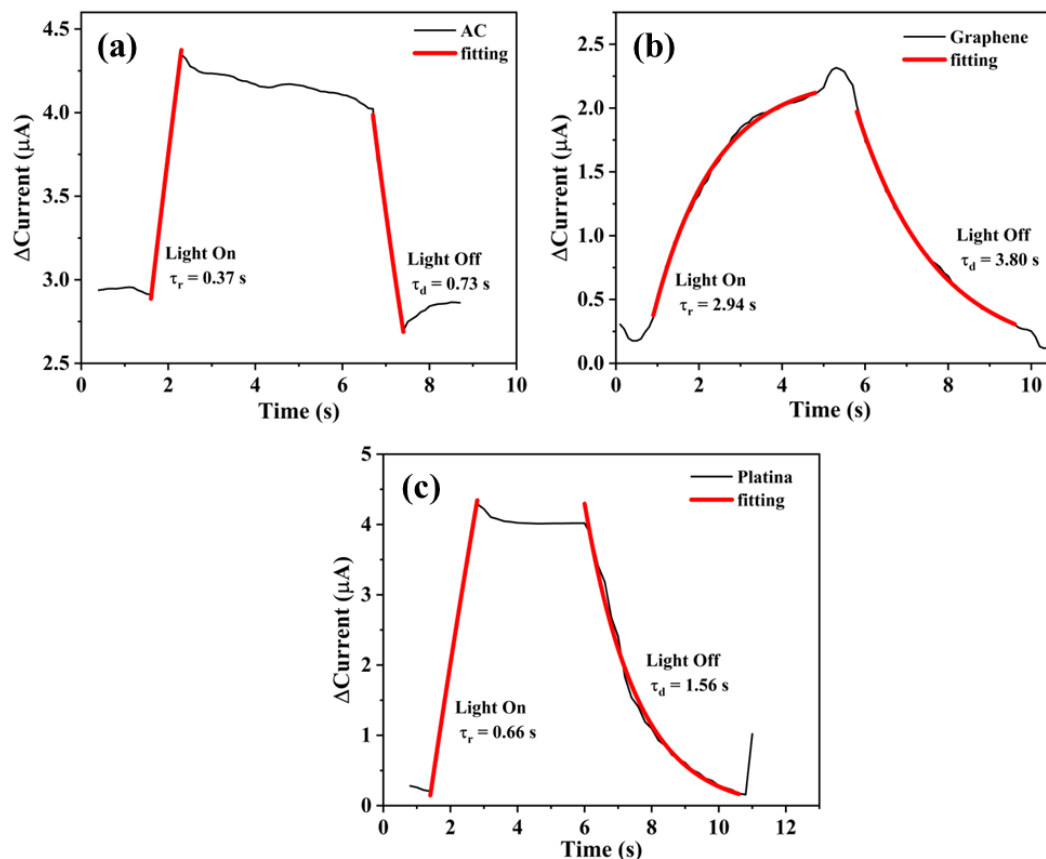 (a)
AC
fitting
Light On
τr = 0.37 s
Light Off
τd = 0.73 s
ΔCurrent (μA)
4.5
4.0
3.5
3.0
2.5
0 2 4 6 8 10
Time (s)
(b)
Graphene
fitting
Light On
τr = 2.94 s
Light Off
τd = 3.80 s
ΔCurrent (μA)
2.5
2.0
1.5
1.0
0.5
0.0
0 2 4 6 8 10
Time (s)
(c)
Platina
fitting
Light On
τr = 0.66 s
Light Off
τd = 1.56 s
ΔCurrent (μA)
5
4
3
2
1
0
0 2 4 6 8 10 12
Time (s)